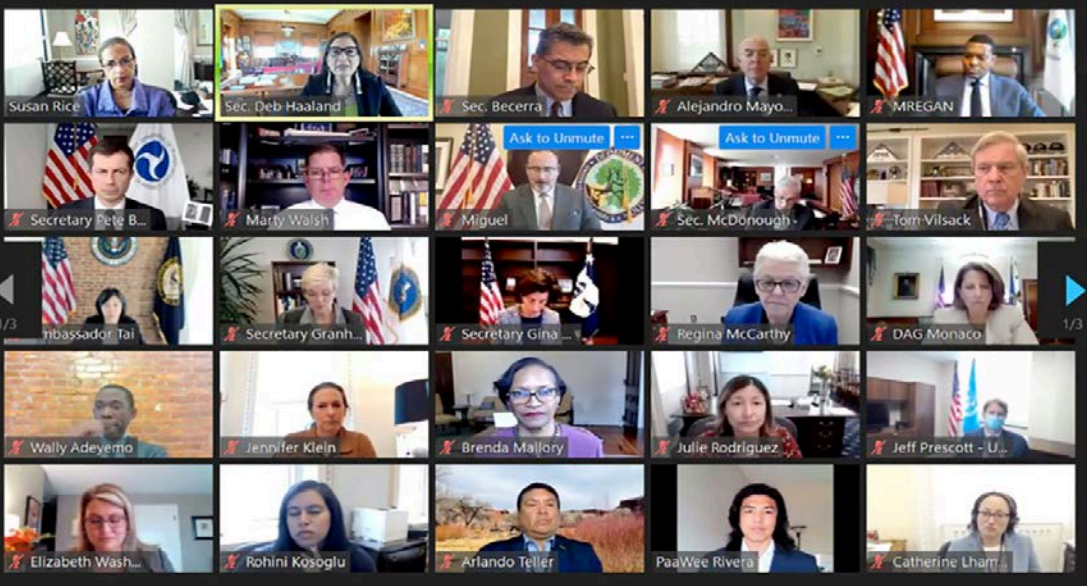 Susan Rice
Sec. Deb Haaland
Sec. Becerra
Alejandro Mayo...
MREGAN
Secretary Pete B...
Marty Walsh
Ask to Unmute ...
Miguel
Ask to Unmute ...
Sec. McDonough
Tom Vilsack
1/3
mbassador Tai
Secretary Granh...
Secretary Gina ...
Regina McCarthy
DAG Monaco
1/3
Wally Adeyemo
Jennifer Klein
Brenda Mallory
Julie Rodriguez
Jeff Prescott - U...
Elizabeth Wash...
Rohini Kosoglu
Arlando Teller
PaaWee Rivera
Catherine Lham...